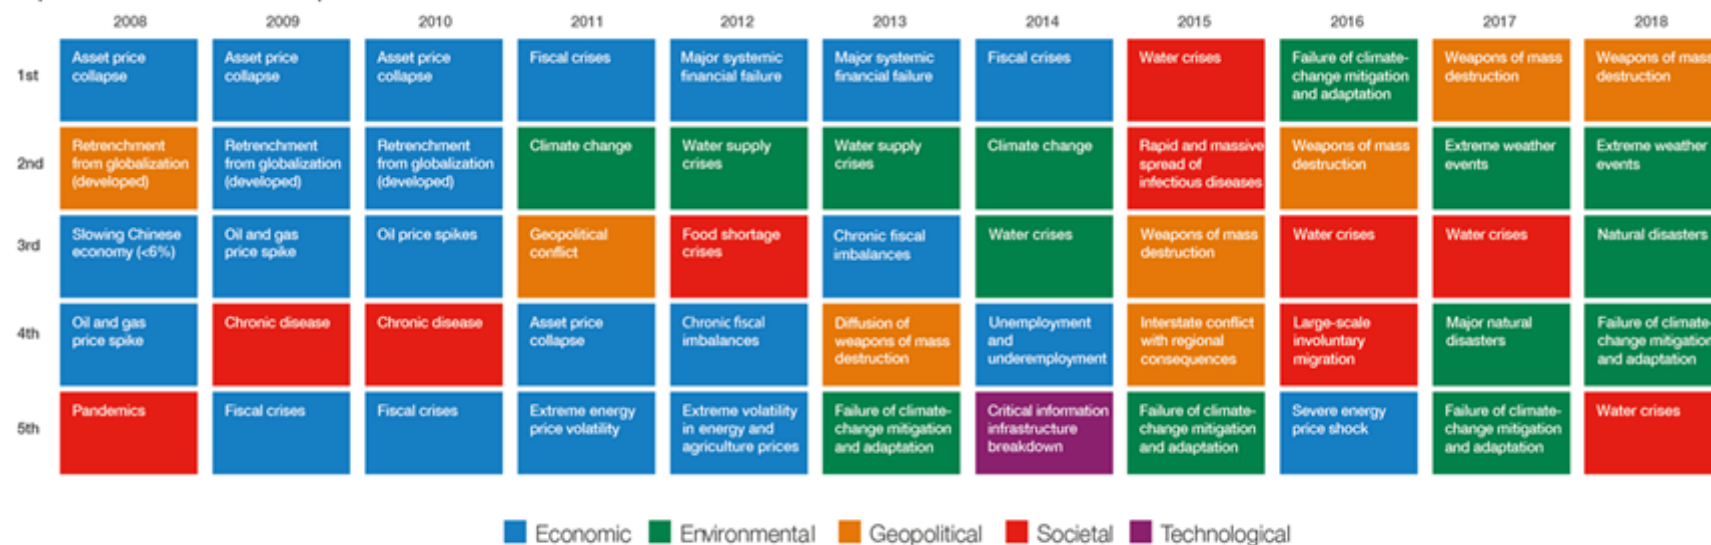 2008 2009 2010 2011 2012 2013 2014 2015 2016 2017 2018
1st
Asset price
collapse
Asset price
collapse
Asset price
collapse
Fiscal crises
Major systemic
financial failure
Major systemic
financial failure
Fiscal crises
Water crises
Failure of climate-
change mitigation
and adaptation
Weapons of mass
destruction
Weapons of mass
destruction
2nd
Retrenchment
from globalization
(developed)
Retrenchment
from globalization
(developed)
Retrenchment
from globalization
(developed)
Climate change
Water supply
crises
Water supply
crises
Climate change
Rapid and massive
spread of
infectious diseases
Weapons of mass
destruction
Extreme weather
events
Extreme weather
events
3rd
Slowing Chinese
economy (<6%)
Oil and gas
price spike
Oil price spikes
Geopolitical
conflict
Food shortage
crises
Chronic fiscal
imbalances
Water crises
Weapons of mass
destruction
Water crises
Water crises
Natural disasters
4th
Oil and gas
price spike
Chronic disease
Chronic disease
Asset price
collapse
Chronic fiscal
imbalances
Diffusion of
weapons of mass
destruction
Unemployment
and
underemployment
Interstate conflict
with regional
consequences
Large-scale
involuntary
migration
Major natural
disasters
Failure of climate-
change mitigation
and adaptation
5th
Pandemics
Fiscal crises
Fiscal crises
Extreme energy
price volatility
Extreme volatility
in energy and
agriculture prices
Failure of climate-
change mitigation
and adaptation
Critical information
infrastructure
breakdown
Failure of climate-
change mitigation
and adaptation
Severe energy
price shock
Failure of climate-
change mitigation
and adaptation
Water crises
Economic Environmental Geopolitical Societal Technological